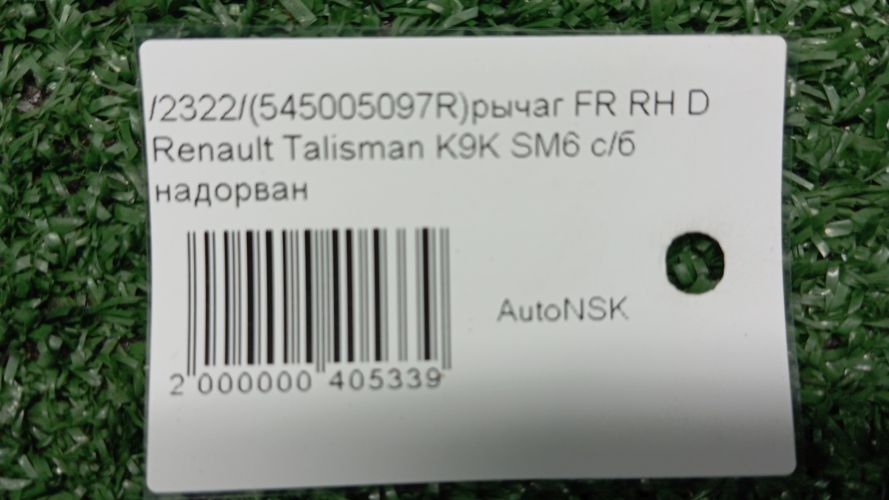 /2322/(545005097R)рычаг FR RH D
Renault Talisman K9K SM6 с/б
надорван
AutoNSK
2 000000 405339